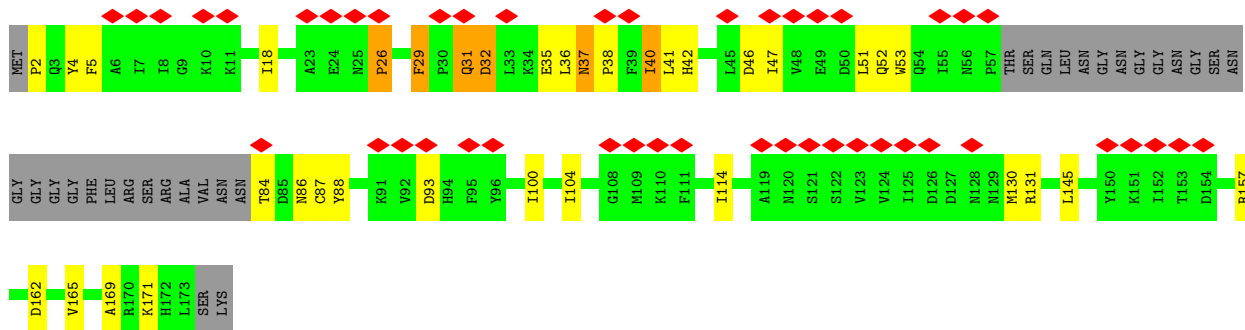 MET P2 Q3 Y4 F5 A6 I7 I8 G9 K10 K11 I18 A23 E24 N25 P26 F29 P30 Q31 D32 L33 K34 E35 L36 N37 P38 F39 I40 L41 H42 L45 D46 I47 V48 E49 D50 L51 Q52 W53 Q54 I55 N56 P57 THR SER GLN LEU ASN GLY ASN GLY GLY ASN GLY SER ASN
GLY GLY GLY GLY PHE LEU ARG SER ARG ALA VAL ASN ASN T84 D85 N86 C87 Y88 K91 V92 D93 H94 F95 Y96 I100 I104 G108 M109 K110 F111 I114 A119 N120 S121 S122 V123 V124 I125 D126 D127 N128 N129 M130 R131 L145 Y150 K151 I152 T153 D154 R157
D162 V165 A169 R170 K171 H172 L173 SER LYS